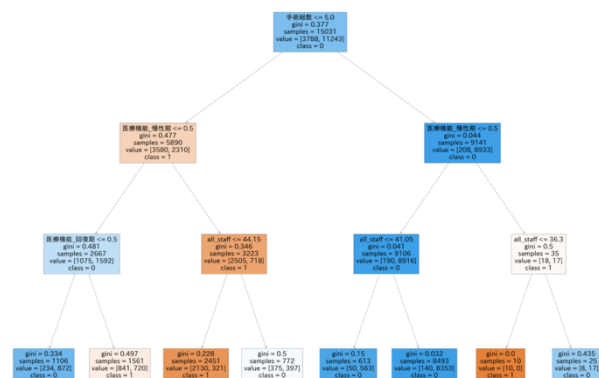 手術総数 <= 5.0
gini = 0.377
samples = 15031
value = [3788, 11243]
class = 0
医療機能_慢性期 <= 0.5
gini = 0.477
samples = 5890
value = [3580, 2310]
class = 1
医療機能_慢性期 <= 0.5
gini = 0.044
samples = 9141
value = [208, 8933]
class = 0
医療機能_回復期 <= 0.5
gini = 0.481
samples = 2667
value = [1075, 1592]
class = 0
all_staff <= 44.15
gini = 0.346
samples = 3223
value = [2505, 718]
class = 1
all_staff <= 41.05
gini = 0.041
samples = 9106
value = [190, 8916]
class = 0
all_staff <= 36.3
gini = 0.5
samples = 35
value = [18, 17]
class = 1
gini = 0.334
samples = 1106
value = [234, 872]
class = 0
gini = 0.497
samples = 1561
value = [841, 720]
class = 1
gini = 0.228
samples = 2451
value = [2130, 321]
class = 1
gini = 0.5
samples = 772
value = [375, 397]
class = 0
gini = 0.15
samples = 613
value = [50, 563]
class = 0
gini = 0.032
samples = 8493
value = [140, 8353]
class = 0
gini = 0.0
samples = 10
value = [10, 0]
class = 1
gini = 0.435
samples = 25
value = [8, 17]
class = 0